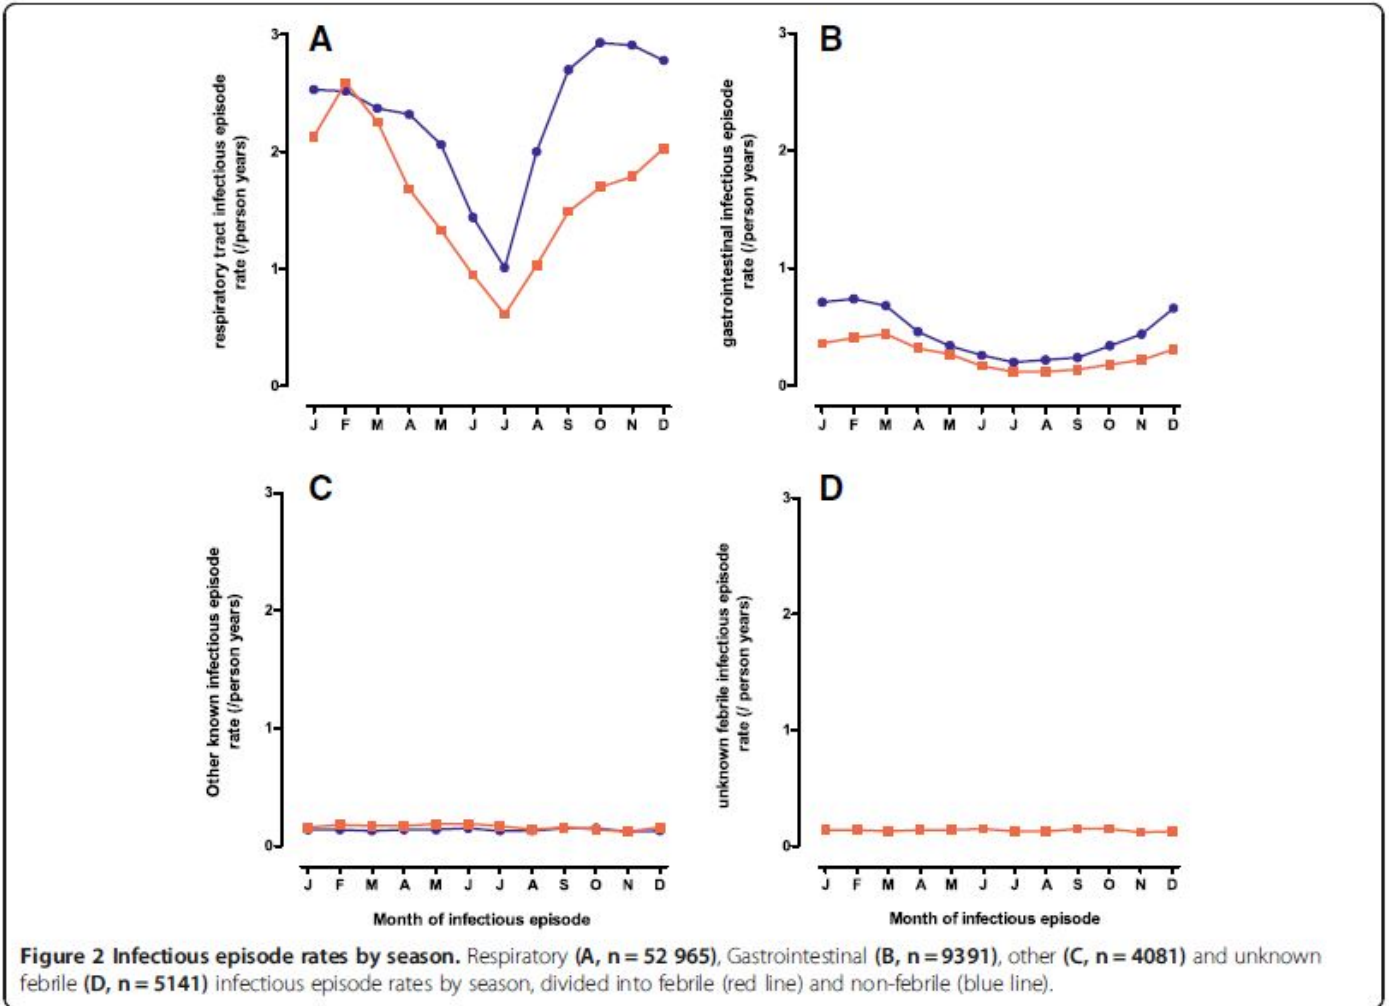 A
3
2
1
0
respiratory tract infectious episode
rate (/person years)
J F M A M J J A S O N D
B
3
2
1
0
gastrointestinal infectious episode
rate (/person years)
J F M A M J J A S O N D
C
3
2
1
0
Other known infectious episode
rate (/person years)
J F M A M J J A S O N D
Month of infectious episode
D
3
2
1
0
unknown febrile infectious episode
rate (/ person years)
J F M A M J J A S O N D
Month of infectious episode
Figure 2 Infectious episode rates by season. Respiratory (A, n = 52 965), Gastrointestinal (B, n = 9391), other (C, n = 4081) and unknown
febrile (D, n = 5141) infectious episode rates by season, divided into febrile (red line) and non-febrile (blue line).